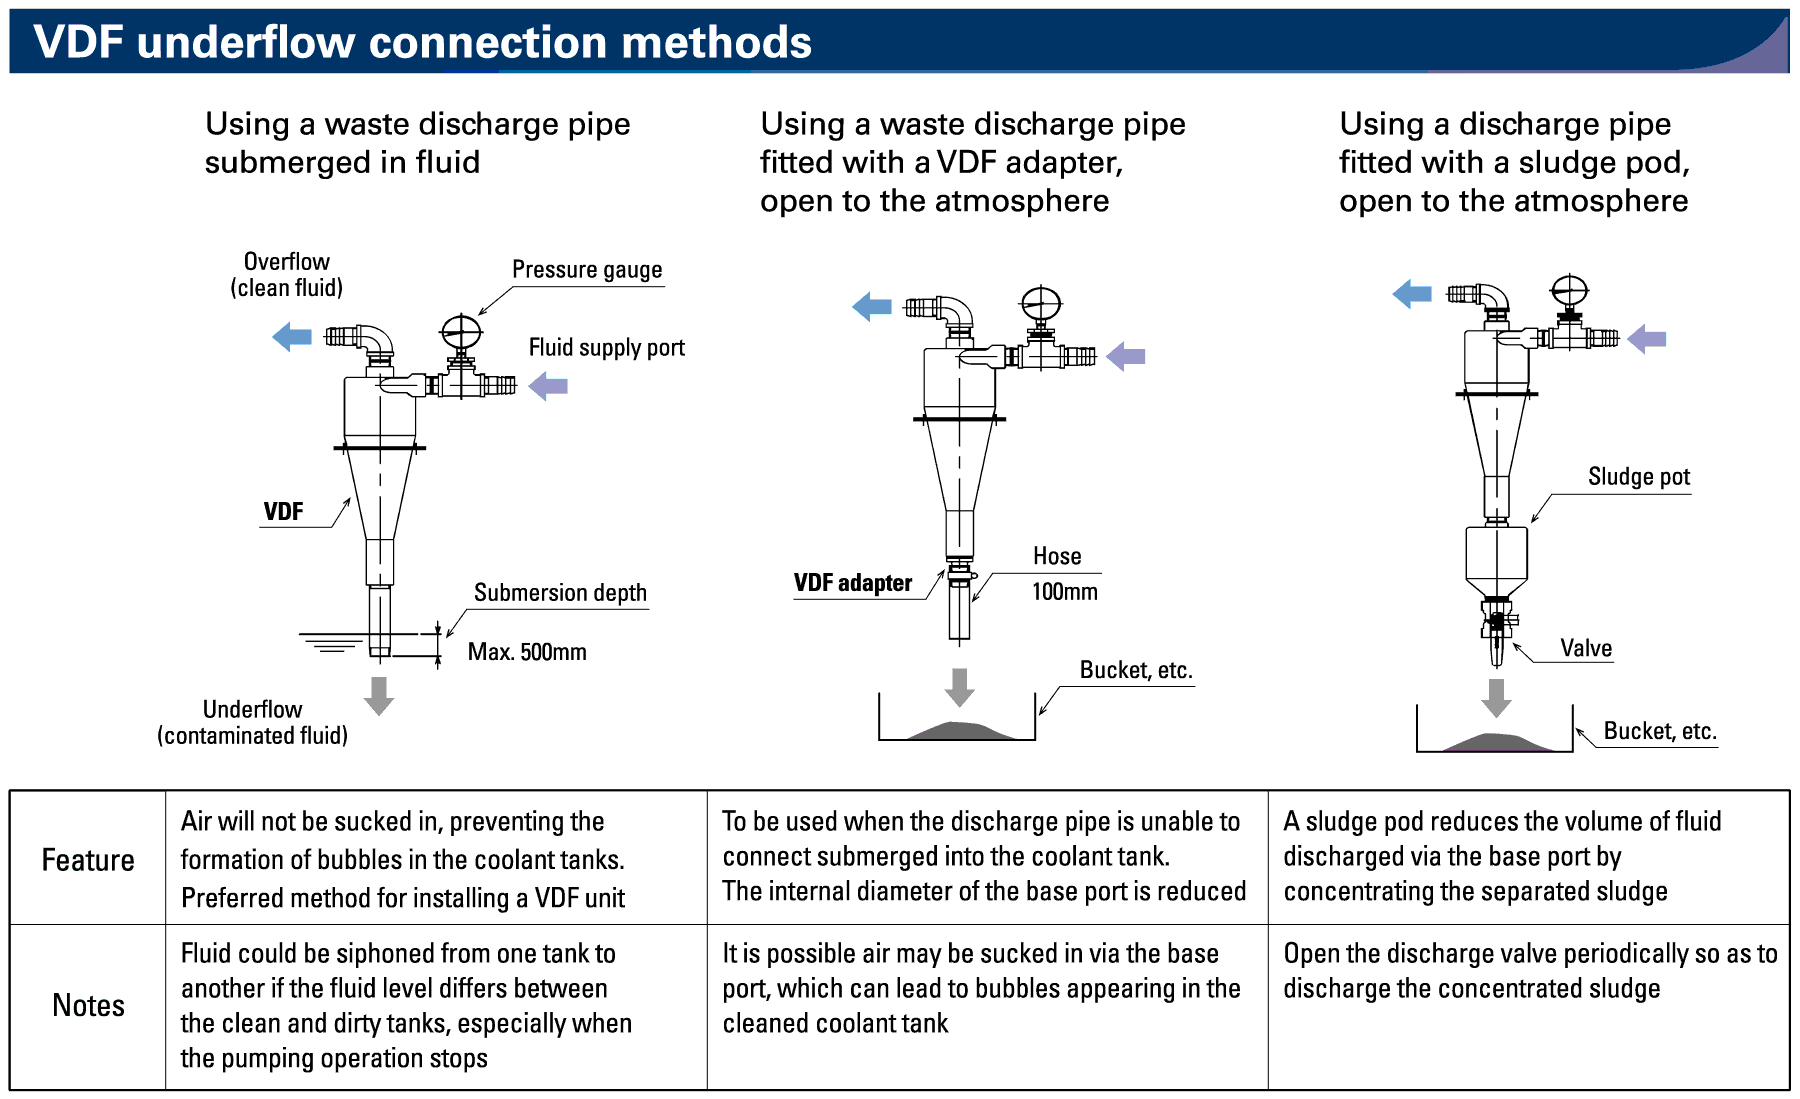 VDF underflow connection methods
Using a waste discharge pipe
submerged in fluid
Using a waste discharge pipe
fitted with a VDF adapter,
open to the atmosphere
Using a discharge pipe
fitted with a sludge pod,
open to the atmosphere
Overflow
(clean fluid)
Pressure gauge
Fluid supply port
VDF
Submersion depth
Max. 500mm
Underflow
(contaminated fluid)
VDF adapter
Hose
100mm
Bucket, etc.
Sludge pot
Valve
Bucket, etc.
Feature
Air will not be sucked in, preventing the
formation of bubbles in the coolant tanks.
Preferred method for installing a VDF unit
To be used when the discharge pipe is unable to
connect submerged into the coolant tank.
The internal diameter of the base port is reduced
A sludge pod reduces the volume of fluid
discharged via the base port by
concentrating the separated sludge
Notes
Fluid could be siphoned from one tank to
another if the fluid level differs between
the clean and dirty tanks, especially when
the pumping operation stops
It is possible air may be sucked in via the base
port, which can lead to bubbles appearing in the
cleaned coolant tank
Open the discharge valve periodically so as to
discharge the concentrated sludge